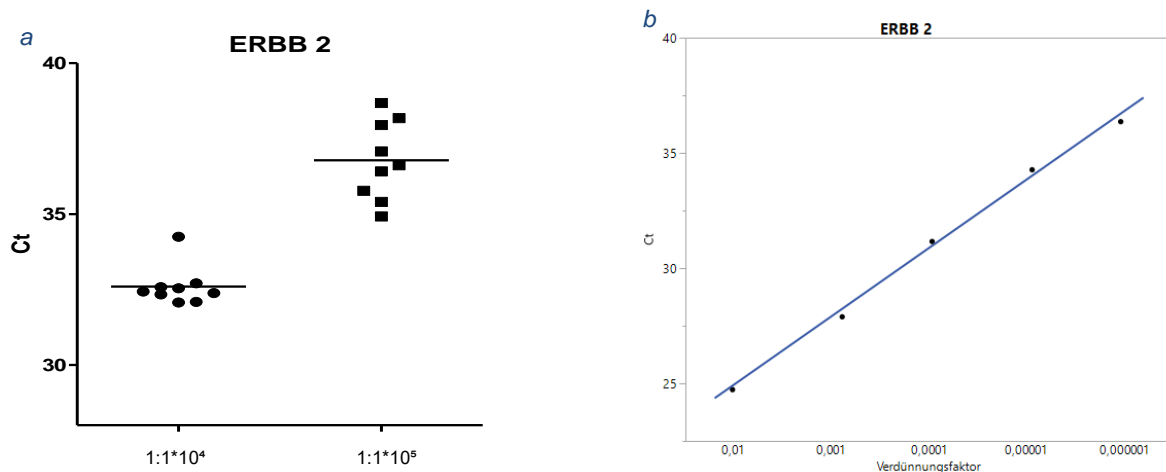 a
ERBB 2
40
35
30
Ct
1:1*10⁴
1:1*10⁵
b
ERBB 2
40
35
30
25
Ct
0,01
0,001
0,0001
0,00001
0,000001
Verdünnungsfaktor